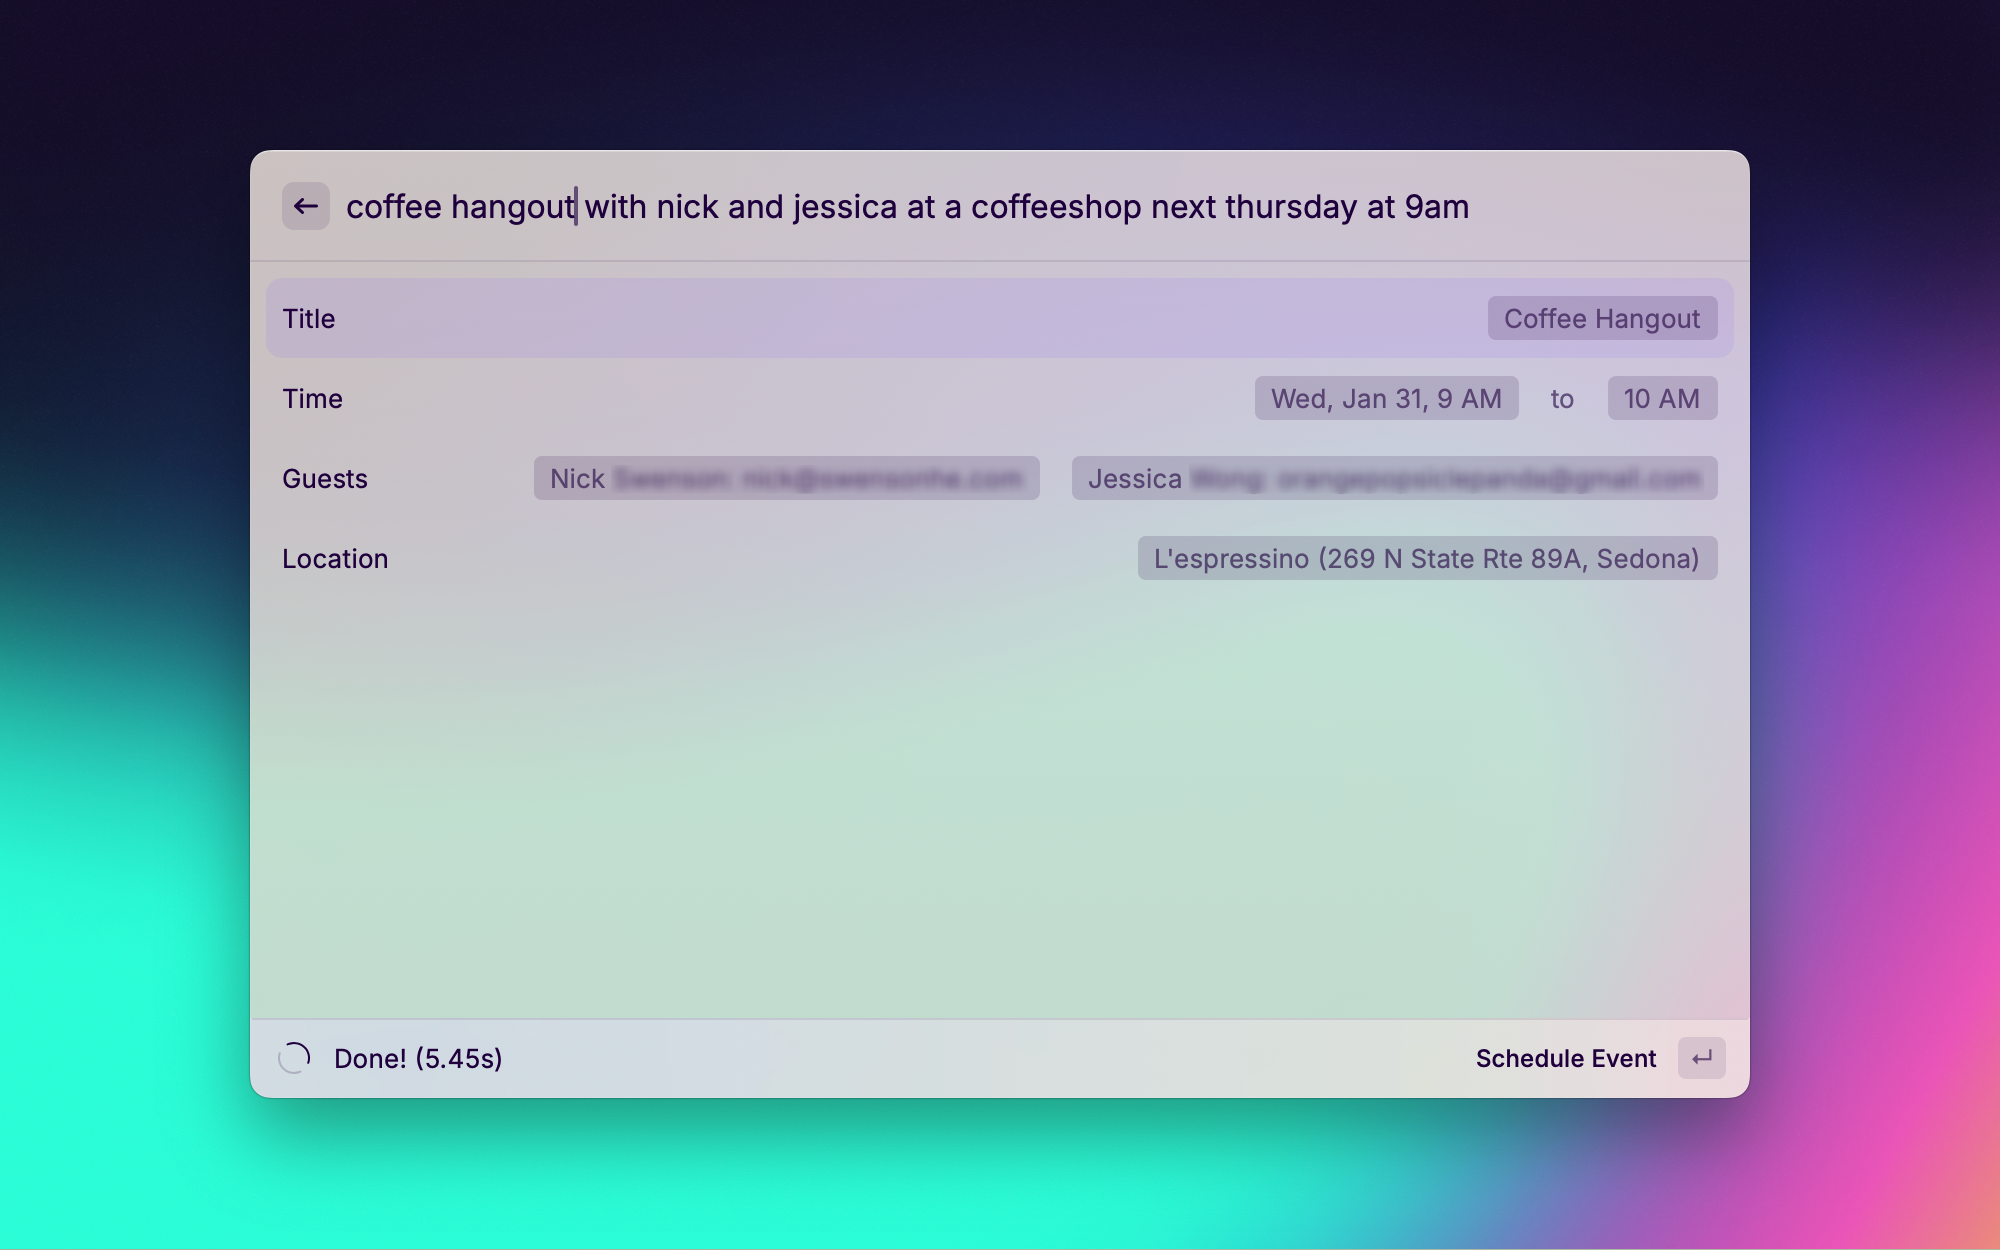 coffee hangout with nick and jessica at a coffeeshop next thursday at 9am
Title Coffee Hangout
Time Wed, Jan 31, 9 AM to 10 AM
Guests Nick Jessica
Location L'espressino (269 N State Rte 89A, Sedona)
Done! (5.45s) Schedule Event